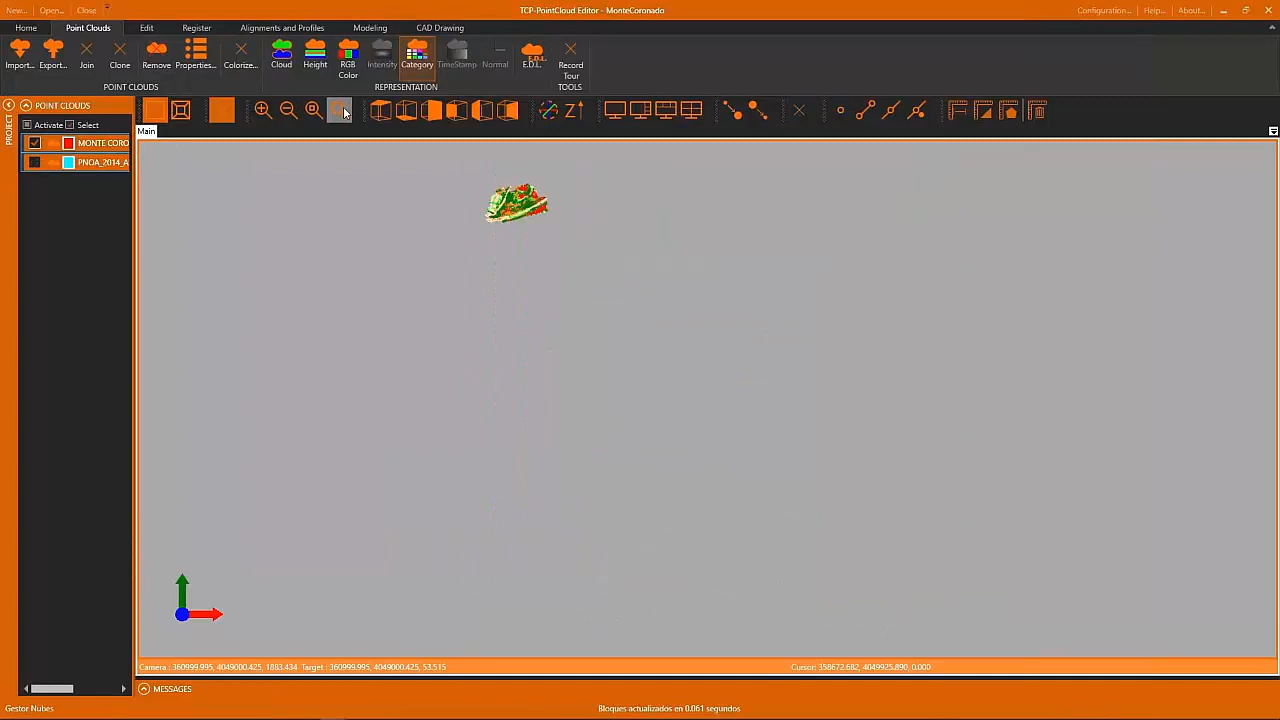 New... Open... Close TCP-PointCloud Editor - MonteCoronado Configuration... Help... About...
Home Point Clouds Edit Register Alignments and Profiles Modeling CAD Drawing
Import... Export... Join Clone Remove Properties... Colorize... Cloud Height RGB Color Intensity Category TimeStamp Normal E.D.L. E.D.L. Record Tour
POINT CLOUDS REPRESENTATION TOOLS
PROJECT
POINT CLOUDS
Z
Activate Select
Main
MONTE CORO
PNOA_2014_A
Camera : 360999.995, 4049000.425, 1883.434 Target : 360999.995, 4049000.425, 53.515 Cursor: 358672.682, 4049925.890, 0.000
MESSAGES
Gestor Nubes Bloques actualizados en 0.061 segundos